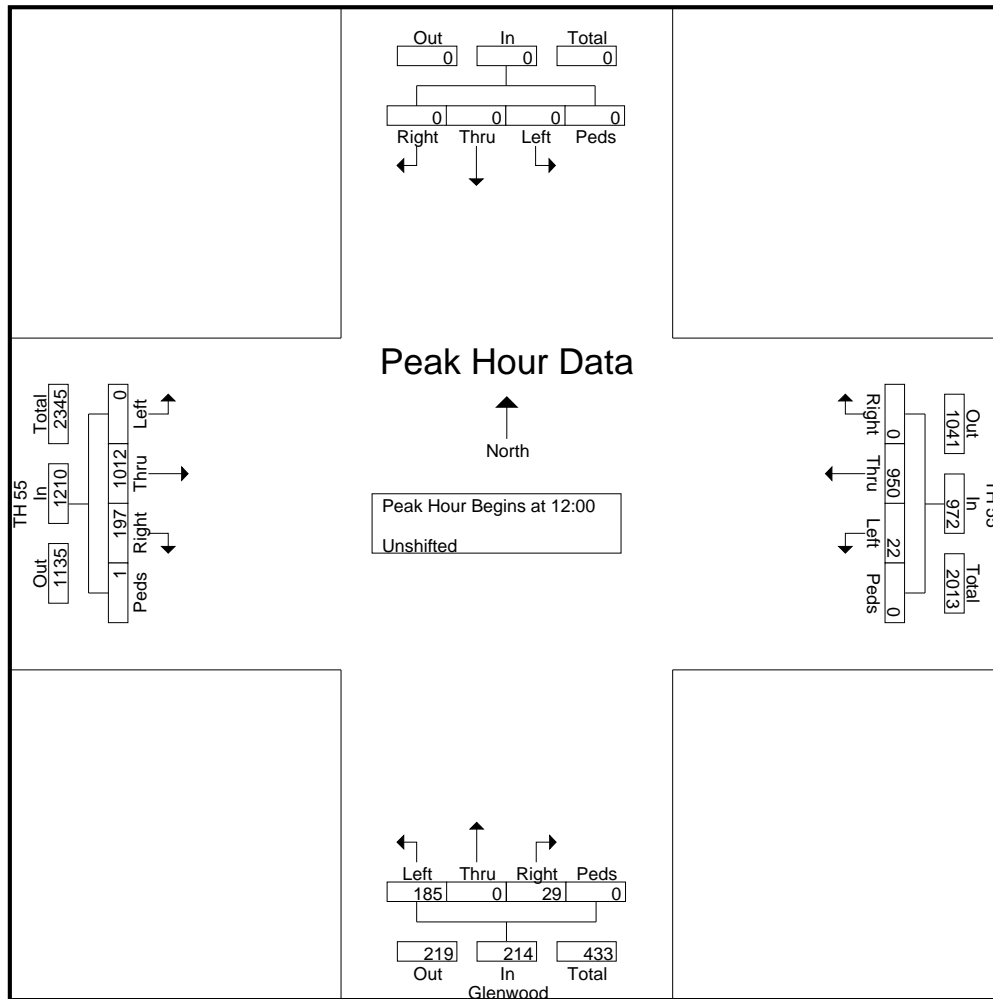 Out In Total
0 0 0
0 0 0 0
Right Thru Left Peds
Peak Hour Data
North
Peak Hour Begins at 12:00
Unshifted
TH 55
Out In Total
1135 1210 2345
0 1012 197 1
Left Thru Right Peds
TH 55
Out In Total
1041 972 2013
0 950 22 0
Right Thru Left Peds
Left Thru Right Peds
185 0 29 0
219 214 433
Out In Total
Glenwood